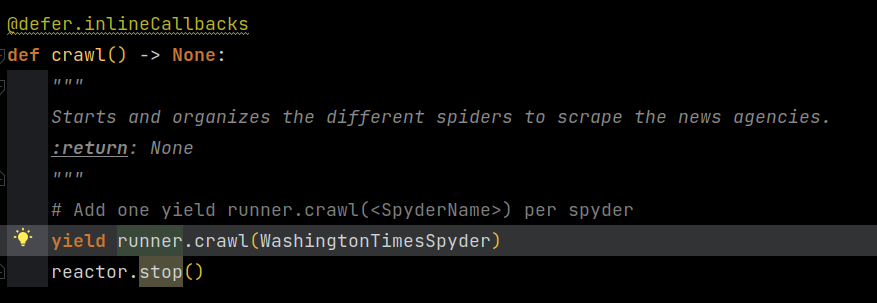 @defer.inlineCallbacks
def crawl() -> None:
    """
    Starts and organizes the different spiders to scrape the news agencies.
    :return: None
    """
    # Add one yield runner.crawl(<SpyderName>) per spyder
    yield runner.crawl(WashingtonTimesSpyder)
    reactor.stop()